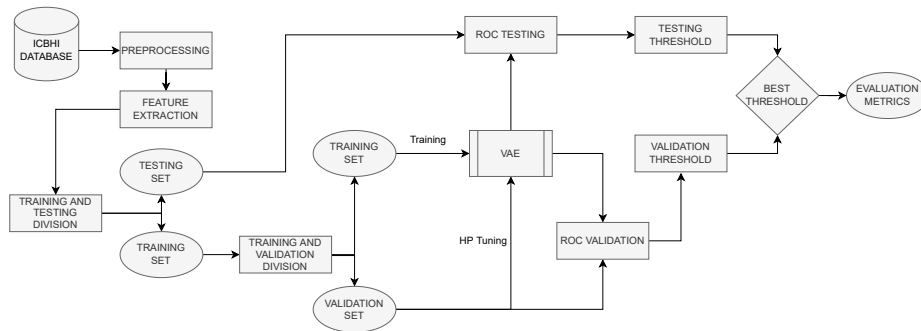 ICBHI
DATABASE
PREPROCESSING
FEATURE
EXTRACTION
TRAINING AND
TESTING
DIVISION
TESTING
SET
TRAINING
SET
TRAINING AND
VALIDATION
DIVISION
TRAINING
SET
VALIDATION
SET
Training
HP Tuning
VAE
ROC TESTING
ROC VALIDATION
TESTING
THRESHOLD
VALIDATION
THRESHOLD
BEST
THRESHOLD
EVALUATION
METRICS